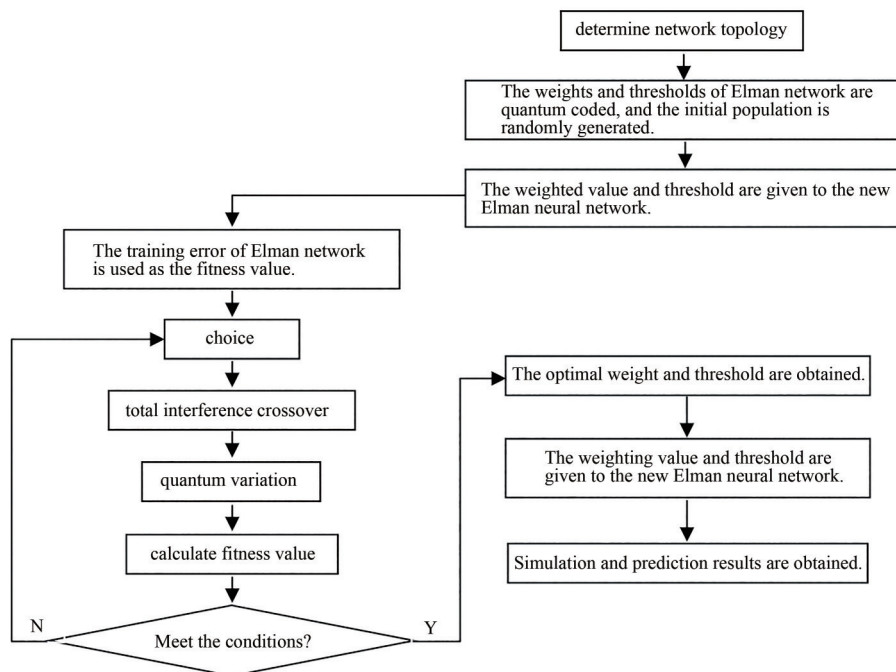 determine network topology
The weights and thresholds of Elman network are
quantum coded, and the initial population is
randomly generated.
The weighted value and threshold are given to the new
Elman neural network.
The training error of Elman network
is used as the fitness value.
choice
total interference crossover
quantum variation
calculate fitness value
Meet the conditions?
N
Y
The optimal weight and threshold are obtained.
The weighting value and threshold are
given to the new Elman neural network.
Simulation and prediction results are obtained.